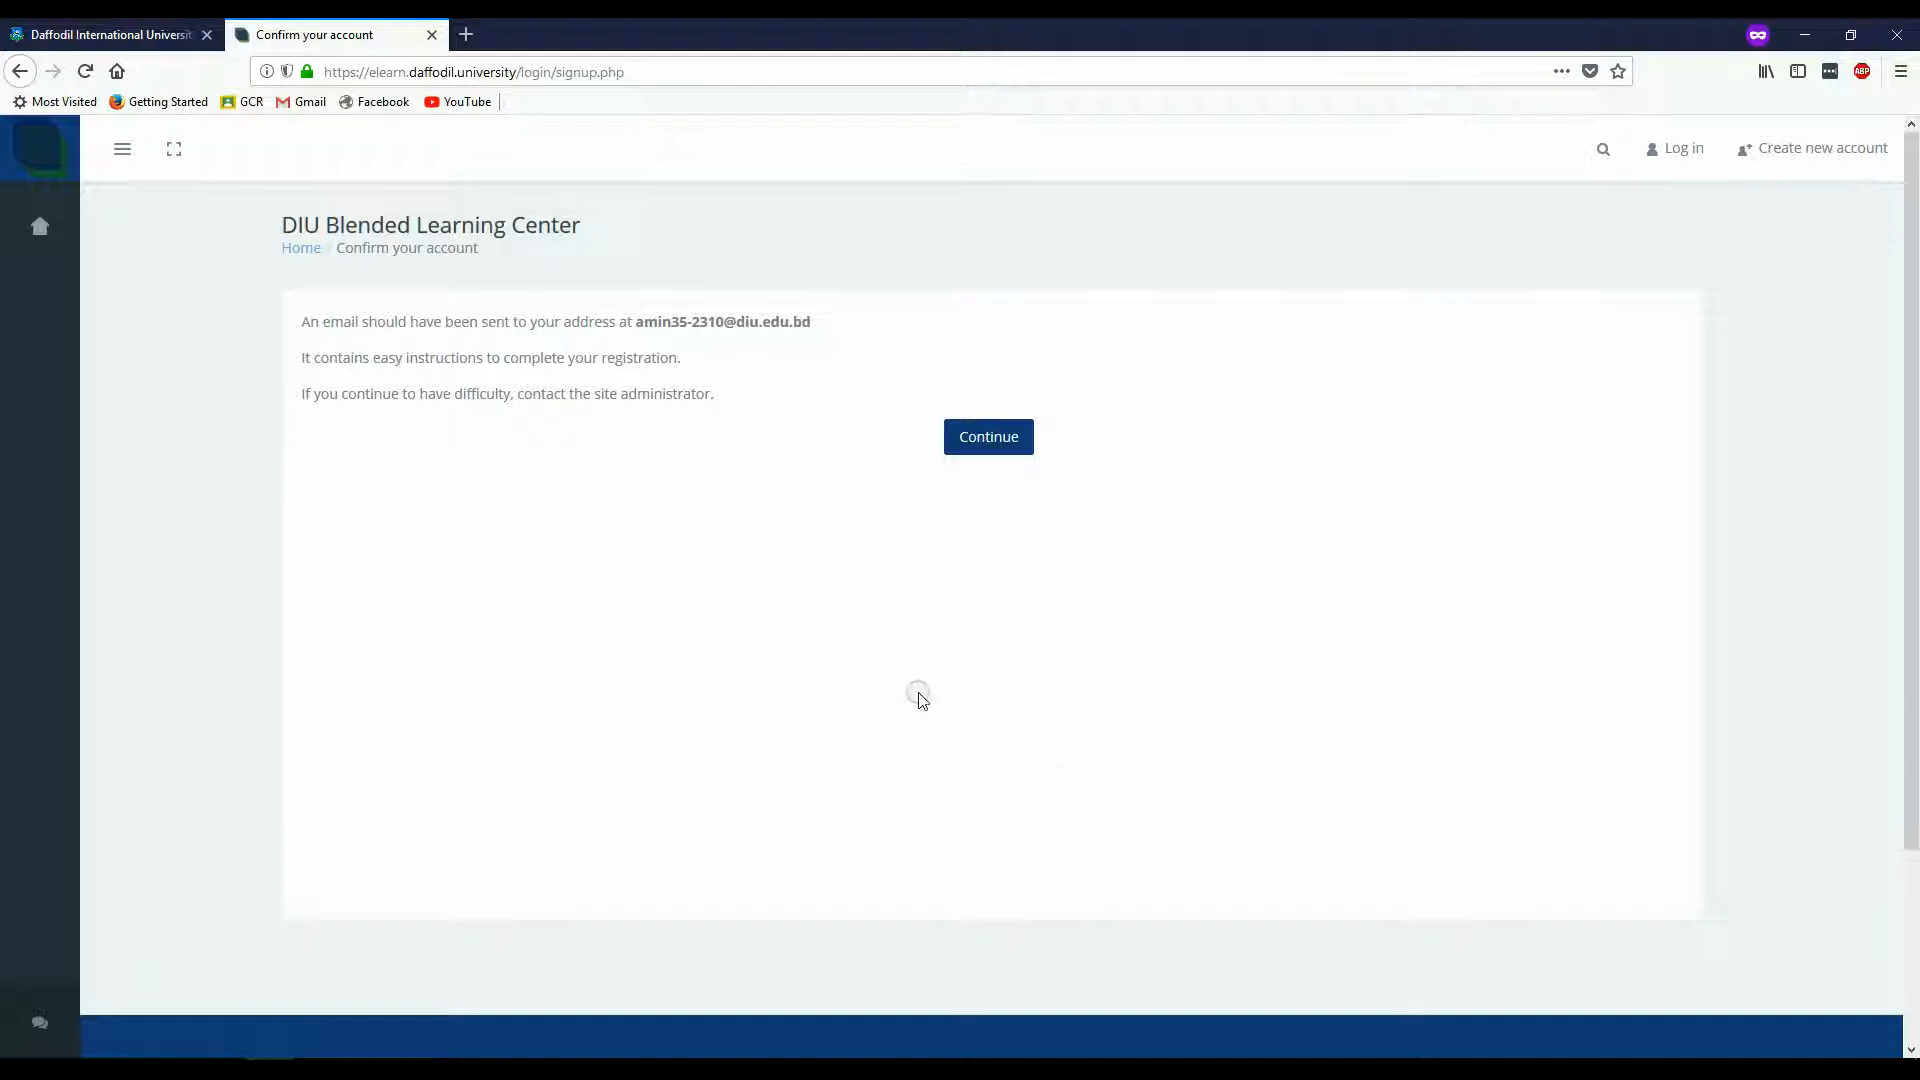 Daffodil International Universit
Confirm your account
https://elearn.daffodil.university/login/signup.php
Most Visited
Getting Started
GCR
Gmail
Facebook
YouTube
ABP
Log in
Create new account
DIU Blended Learning Center
Home
Confirm your account
An email should have been sent to your address at amin35-2310@diu.edu.bd
It contains easy instructions to complete your registration.
If you continue to have difficulty, contact the site administrator.
Continue